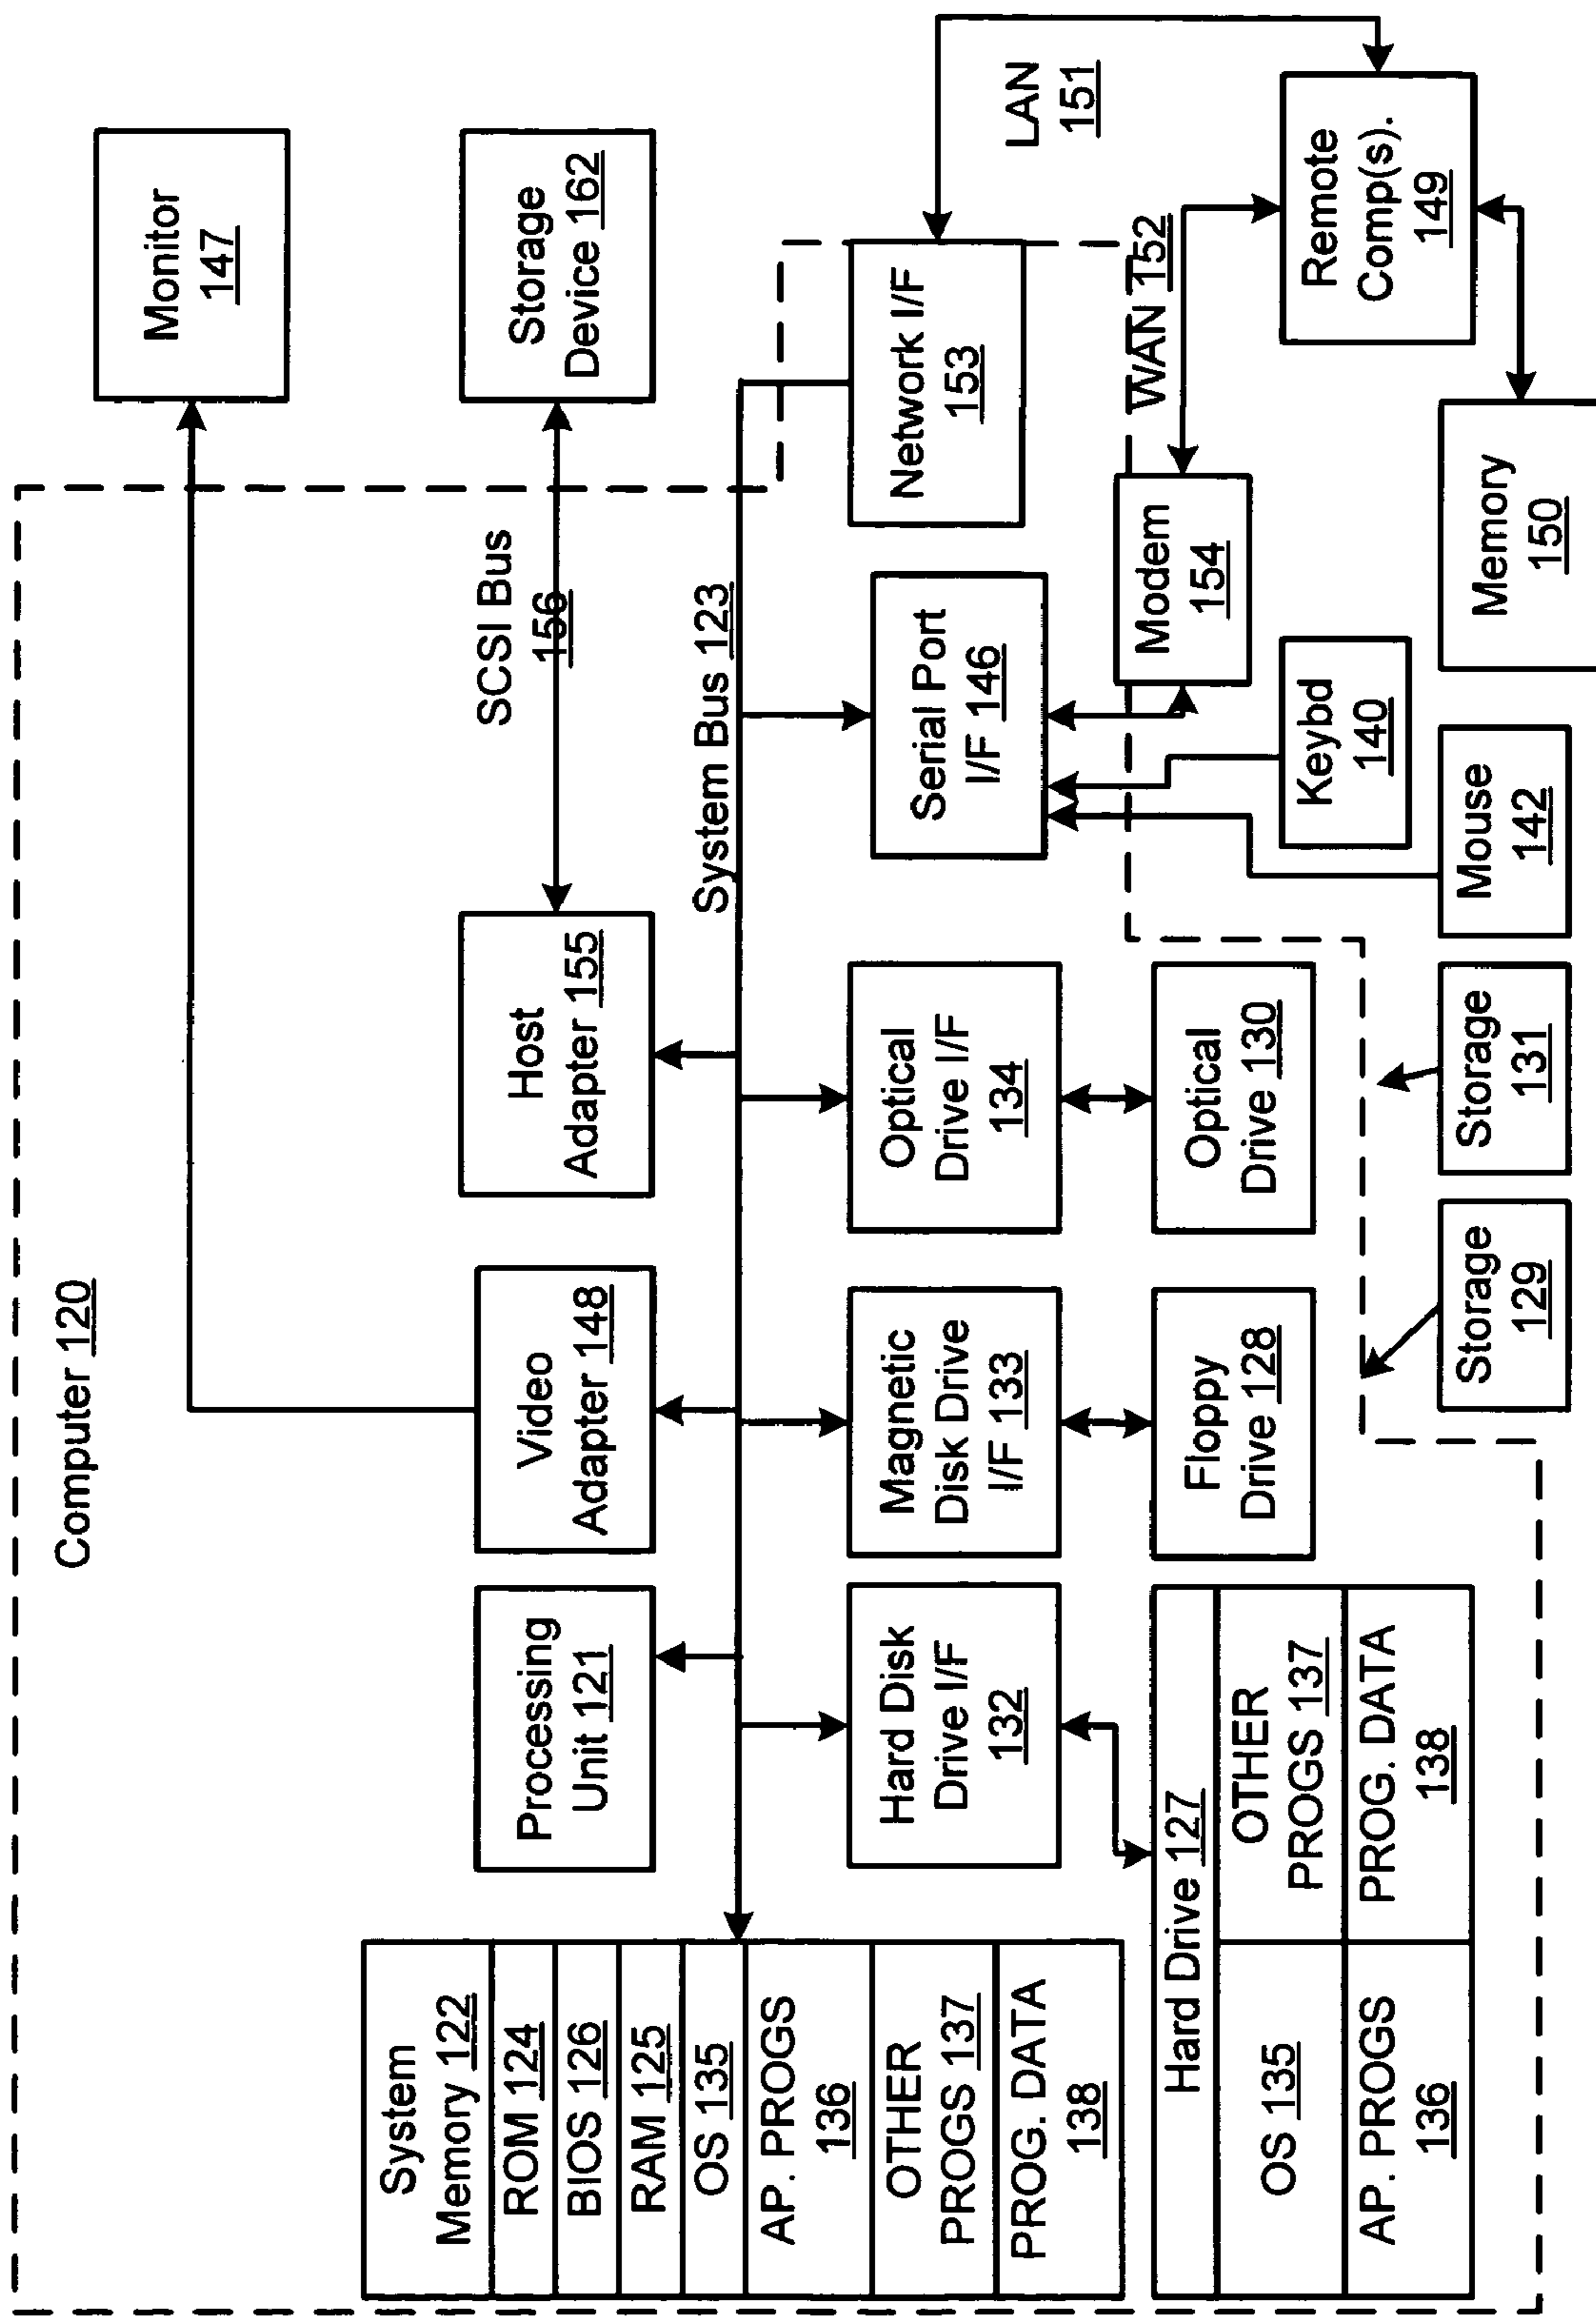 Computer 120
Monitor
147
System
Memory 122
ROM 124
BIOS 126
RAM 125
OS 135
AP. PROGS
136
OTHER
PROGS 137
PROG. DATA
138
Processing
Unit 121
Video
Adapter 148
Host
Adapter 155
SCSI Bus
156
Storage
Device 162
System Bus 123
Hard Disk
Drive I/F
132
Magnetic
Disk Drive
I/F 133
Optical
Drive I/F
134
Serial Port
I/F 146
Network I/F
153
LAN
151
Hard Drive 127
OS 135
OTHER
PROGS 137
AP. PROGS
136
PROG. DATA
138
Floppy
Drive 128
Optical
Drive 130
Modem
154
WAN 152
Remote
Comp(s).
149
Keybd
140
Storage
129
Storage
131
Mouse
142
Memory
150